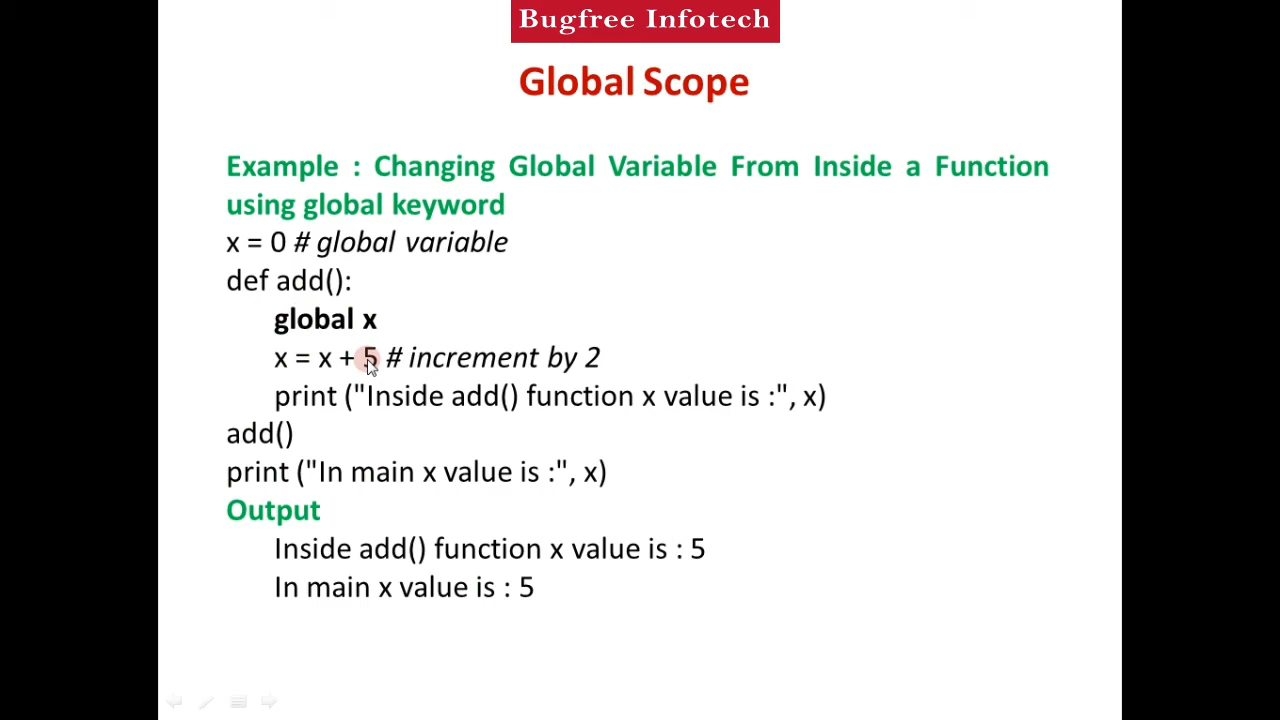 Bugfree Infotech
Global Scope
Example : Changing Global Variable From Inside a Function
using global keyword
x = 0 # global variable
def add():
global x
x = x + 5 # increment by 2
print ("Inside add() function x value is :", x)
add()
print ("In main x value is :", x)
Output
Inside add() function x value is : 5
In main x value is : 5